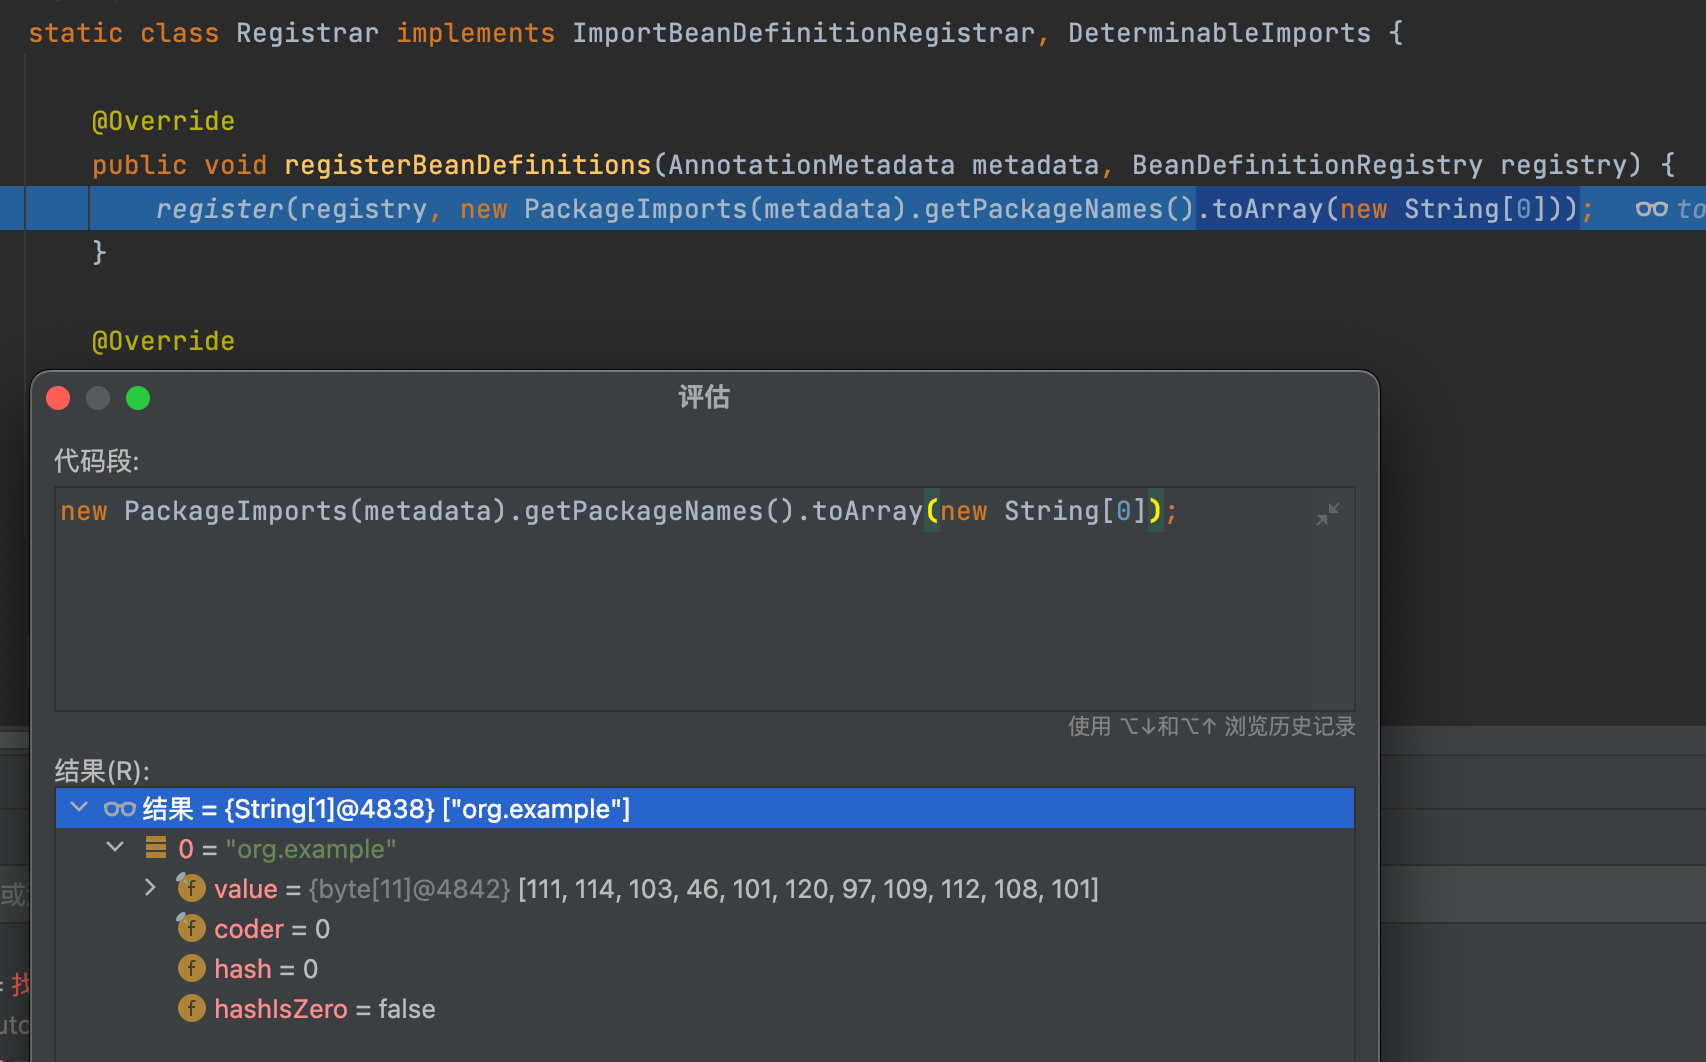 static class Registrar implements ImportBeanDefinitionRegistrar, DeterminableImports {
@Override
public void registerBeanDefinitions(AnnotationMetadata metadata, BeanDefinitionRegistry registry) {
register(registry, new PackageImports(metadata).getPackageNames().toArray(new String[0])); to
}
@Override
评估
代码段:
new PackageImports(metadata).getPackageNames().toArray(new String[0]);
使用 ⌥↓和⌥↑ 浏览历史记录
结果(R):
结果 = {String[1]@4838} ["org.example"]
0 = "org.example"
value = {byte[11]@4842} [111, 114, 103, 46, 101, 120, 97, 109, 112, 108, 101]
或
coder = 0
hash = 0
: 找
hashIsZero = false
uto